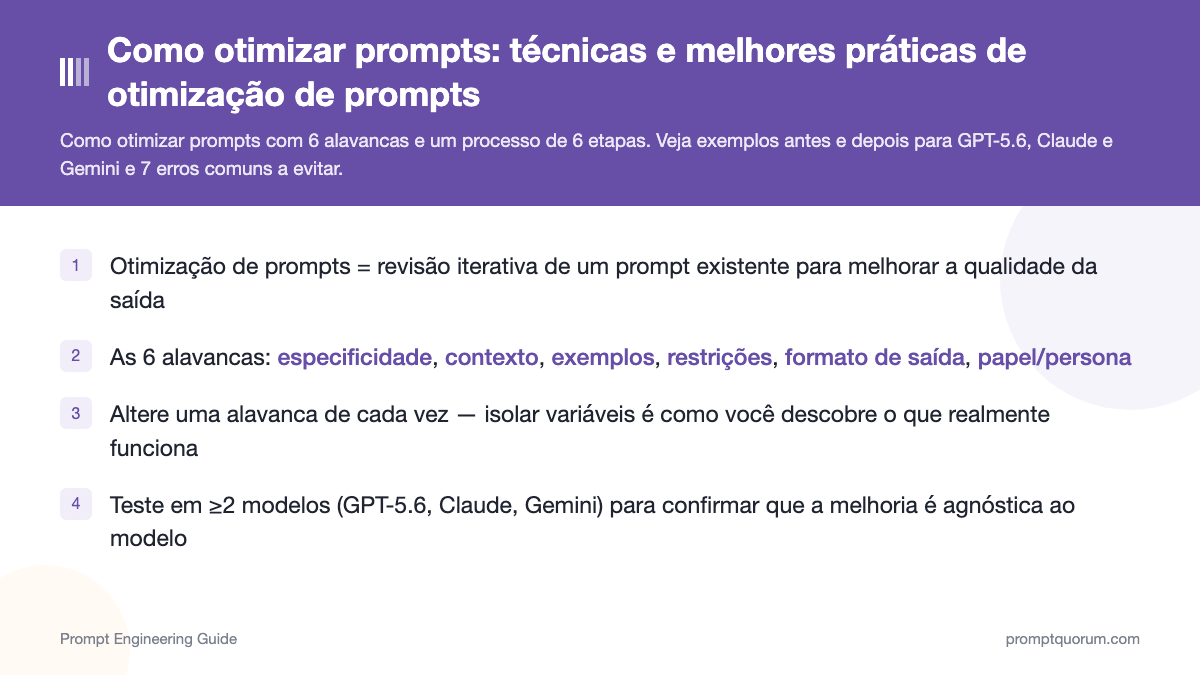 Como otimizar prompts: técnicas e melhores práticas de
otimização de prompts
Como otimizar prompts com 6 alavancas e um processo de 6 etapas. Veja exemplos antes e depois para GPT-5.6, Claude e
Gemini e 7 erros comuns a evitar.
1 Otimização de prompts = revisão iterativa de um prompt existente para melhorar a qualidade da
saída
2 As 6 alavancas: especificidade, contexto, exemplos, restrições, formato de saída, papel/persona
3 Altere uma alavanca de cada vez — isolar variáveis é como você descobre o que realmente
funciona
4 Teste em ≥2 modelos (GPT-5.6, Claude, Gemini) para confirmar que a melhoria é agnóstica ao
modelo
Prompt Engineering Guide
promptquorum.com